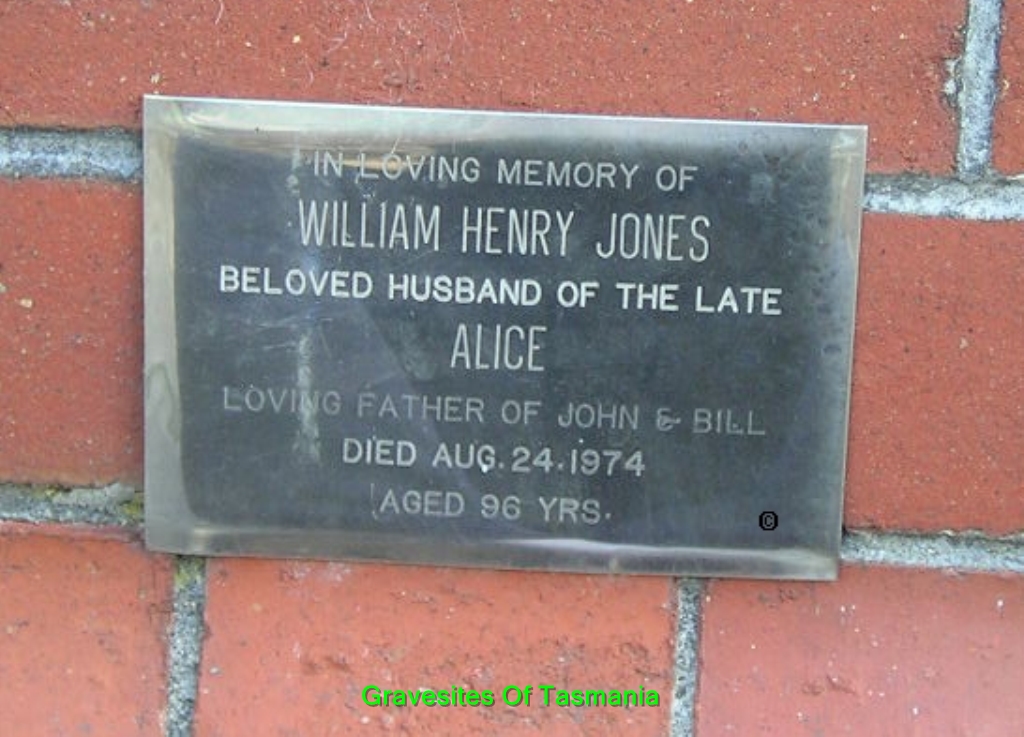 IN LOVING MEMORY OF
WILLIAM HENRY JONES
BELOVED HUSBAND OF THE LATE
ALICE
LOVING FATHER OF JOHN & BILL
DIED AUG. 24. 1974
AGED 96 YRS.
©
Gravesites Of Tasmania